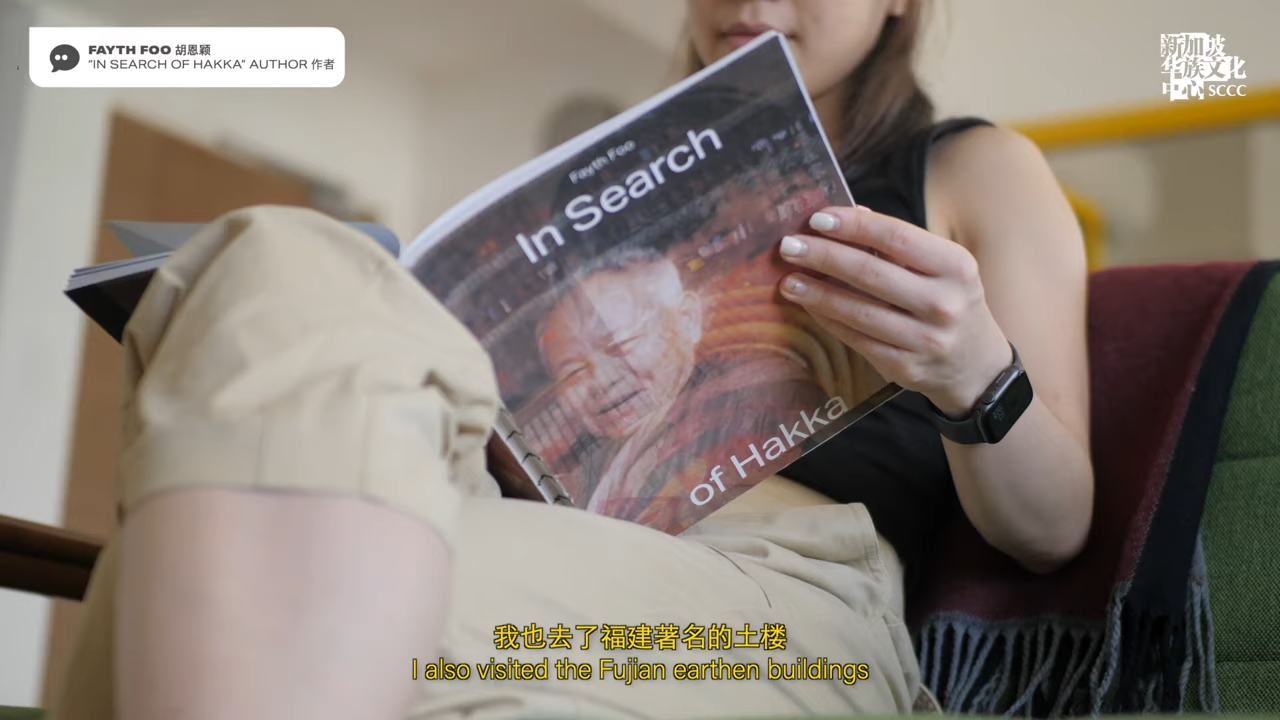 FAYTH FOO 胡恩颖
"IN SEARCH OF HAKKA" AUTHOR 作者
新加坡
华族文化
中心 SCCC
Fayth Foo
In Search
of Hakka
我也去了福建著名的土楼
I also visited the Fujian earthen buildings